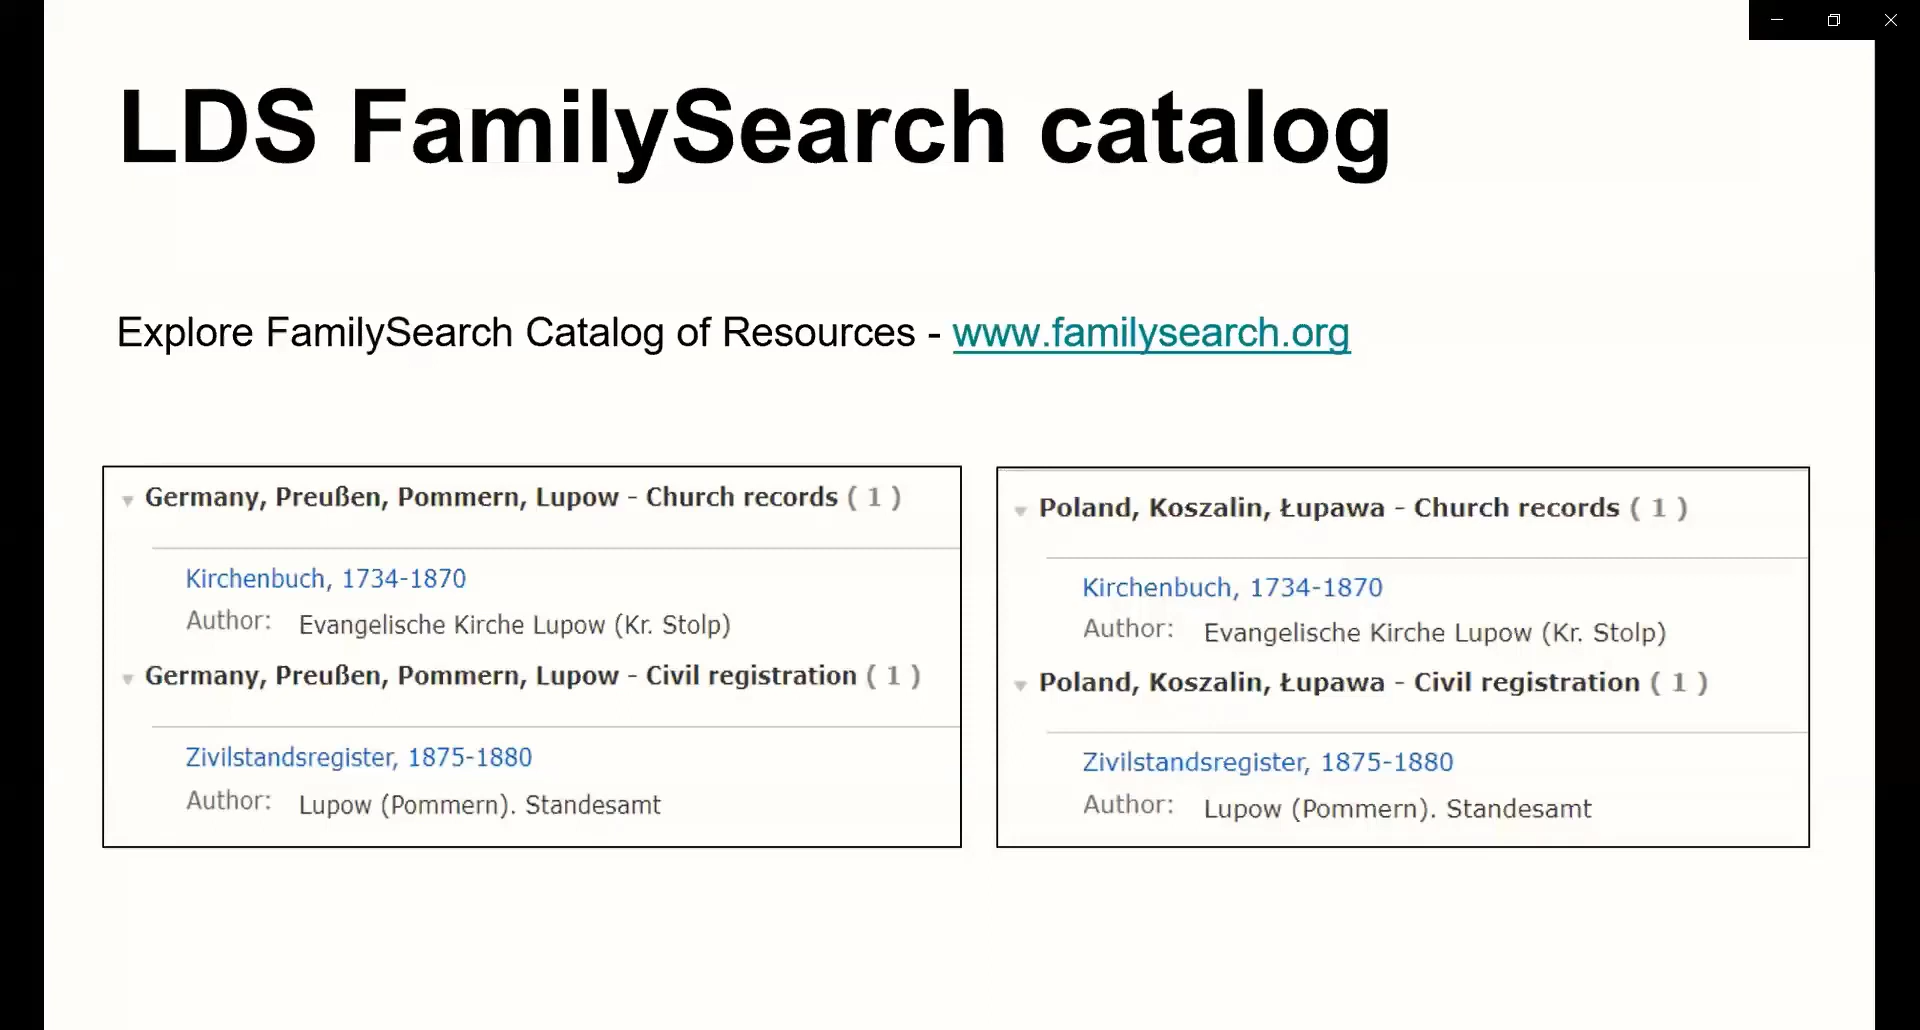 LDS FamilySearch catalog
Explore FamilySearch Catalog of Resources - www.familysearch.org
Germany, Preußen, Pommern, Lupow - Church records ( 1 )
Kirchenbuch, 1734-1870
Author: Evangelische Kirche Lupow (Kr. Stolp)
Germany, Preußen, Pommern, Lupow - Civil registration ( 1 )
Zivilstandsregister, 1875-1880
Author: Lupow (Pommern). Standesamt
Poland, Koszalin, Łupawa - Church records ( 1 )
Kirchenbuch, 1734-1870
Author: Evangelische Kirche Lupow (Kr. Stolp)
Poland, Koszalin, Łupawa - Civil registration ( 1 )
Zivilstandsregister, 1875-1880
Author: Lupow (Pommern). Standesamt